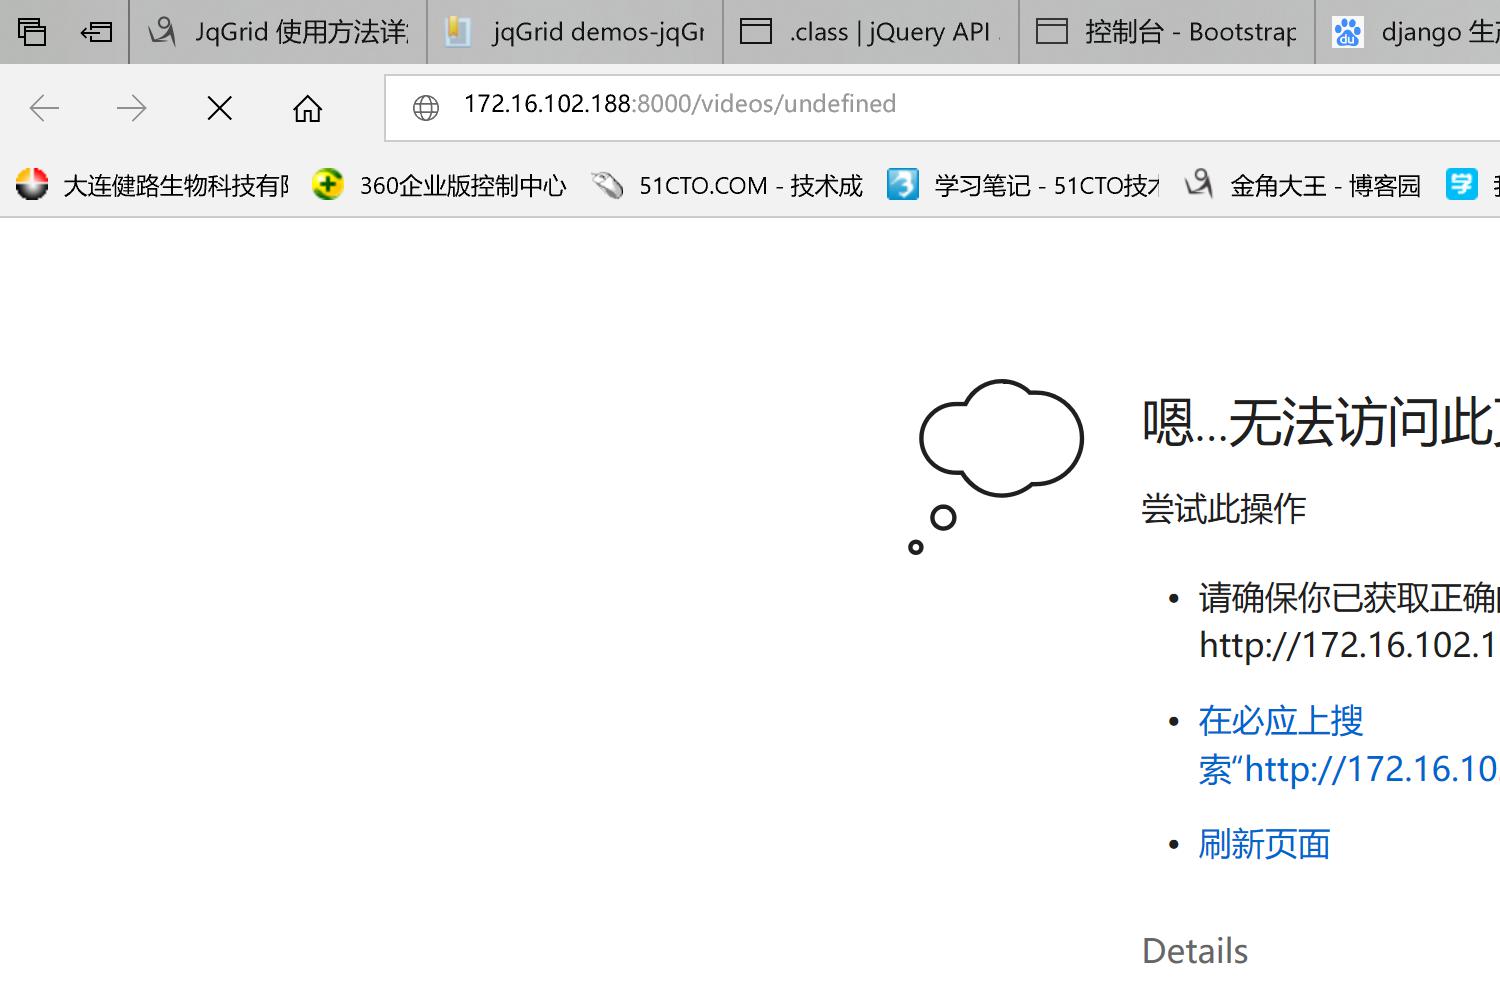 JqGrid 使用方法详
jqGrid demos-jqGr
.class | jQuery API
控制台 - Bootstrap
django 生
172.16.102.188:8000/videos/undefined
大连健路生物科技有
360企业版控制中心
51CTO.COM - 技术成
学习笔记 - 51CTO技
金角大王 - 博客园
学
du
嗯...无法访问此
尝试此操作
• 请确保你已获取正确
http://172.16.102.1
• 在必应上搜
索“http://172.16.10
• 刷新页面
Details